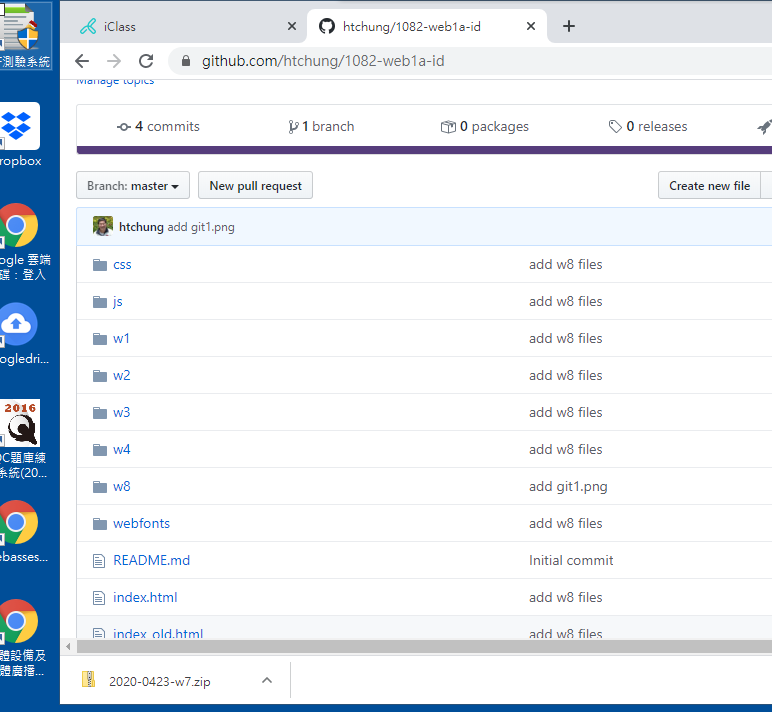 iClass
htchung/1082-web1a-id
github.com/htchung/1082-web1a-id
Manage topics
4 commits
1 branch
0 packages
0 releases
Branch: master
New pull request
Create new file
htchung add git1.png
css add w8 files
js add w8 files
w1 add w8 files
w2 add w8 files
w3 add w8 files
w4 add w8 files
w8 add git1.png
webfonts add w8 files
README.md Initial commit
index.html add w8 files
index_old.html add w8 files
2020-0423-w7.zip
測驗系統
ropbox
ogle 雲端
碟：登入
ogledri...
2016
QC題庫練
系統(20...
ebasses...
體設備及
體廣播...